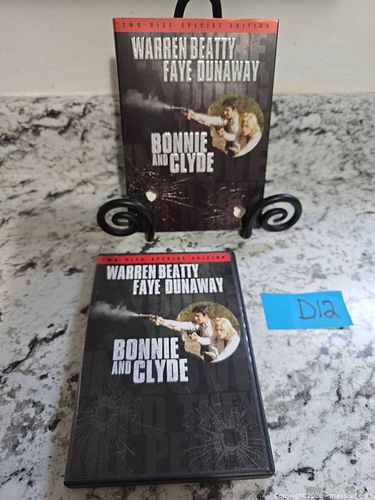 TWO-DISC SPECIAL EDITION
WARREN BEATTY
FAYE DUNAWAY
BONNIE
AND CLYDE
TWO-DISC SPECIAL EDITION
WARREN BEATTY
FAYE DUNAWAY
BONNIE
AND CLYDE
D12